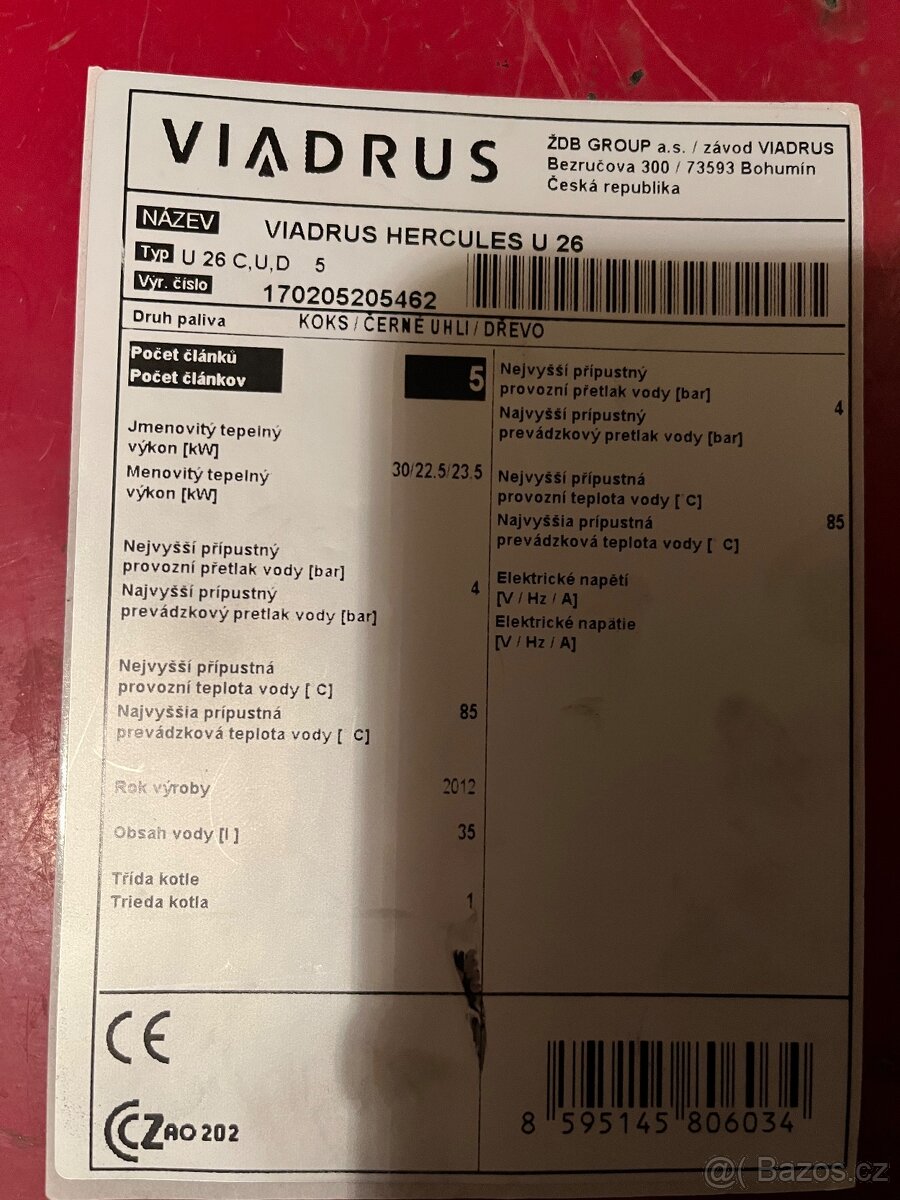 VIADRUS
ŽDB GROUP a.s. / závod VIADRUS
Bezručova 300 / 73593 Bohumín
Česká republika
NÁZEV VIADRUS HERCULES U 26
Typ U 26 C,U,D 5
Výr. číslo 170205205462
Druh paliva KOKS / ČERNÉ UHLI / DŘEVO
Počet článků
Počet článkov 5
Jmenovitý tepelný
výkon [kW]
Menovitý tepelný 30/22.5/23.5
výkon [kW]
Nejvyšší přípustný
provozní přetlak vody [bar]
Najvyšší prípustný 4
prevádzkový pretlak vody [bar]
Nejvyšší přípustná
provozní teplota vody [ C]
Najvyššia prípustná 85
prevádzková teplota vody [ C]
Rok výroby 2012
Obsah vody [l ] 35
Třída kotle
Trieda kotla 1
Nejvyšší přípustný
provozní přetlak vody [bar]
Najvyšší prípustný 4
prevádzkový pretlak vody [bar]
Nejvyšší přípustná
provozní teplota vody [°C]
Najvyššia prípustná 85
prevádzková teplota vody [ C]
Elektrické napětí
[V / Hz / A]
Elektrické napätie
[V / Hz / A]
CE
CZ AO 202
8 595145 806034
@( Bazos.cz